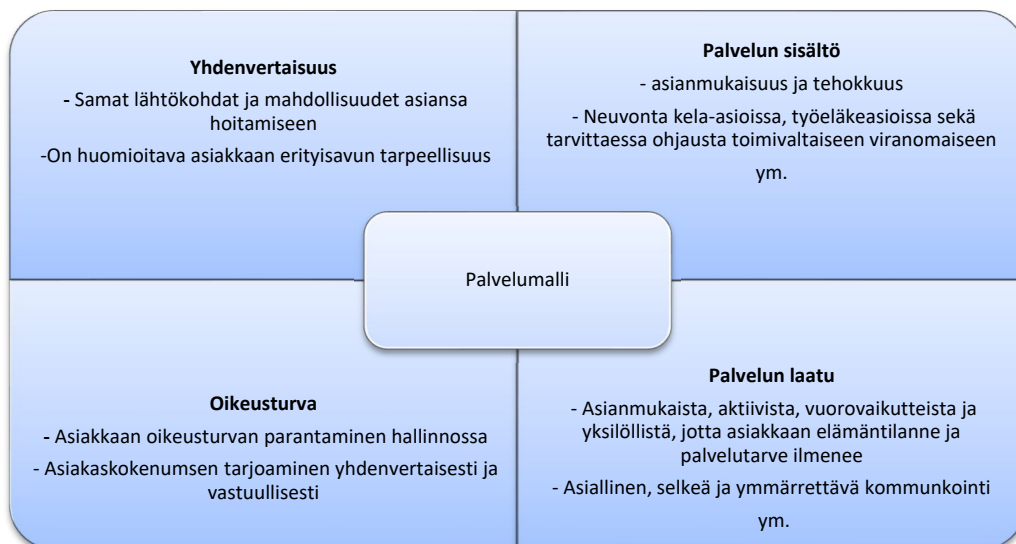 Yhdenvertaisuus
- Samat lähtökohdat ja mahdollisuudet asiansa
hoitamiseen
-On huomioitava asiakkaan erityisavun tarpeellisuus
Palvelun sisältö
- asianmukaisuus ja tehokkuus
- Neuvonta kela-asioissa, työeläkeasioissa sekä
tarvittaessa ohjausta toimivaltaiseen viranomaiseen
ym.
Palvelumalli
Oikeusturva
- Asiakkaan oikeusturvan parantaminen hallinnossa
- Asiakaskokenumsen tarjoaminen yhdenvertaisesti ja
vastuullisesti
Palvelun laatu
- Asianmukaista, aktiivista, vuorovaikutteista ja
yksilöllistä, jotta asiakkaan elämäntilanne ja
palvelutarve ilmenee
- Asiallinen, selkeä ja ymmärrettävä kommunkointi
ym.